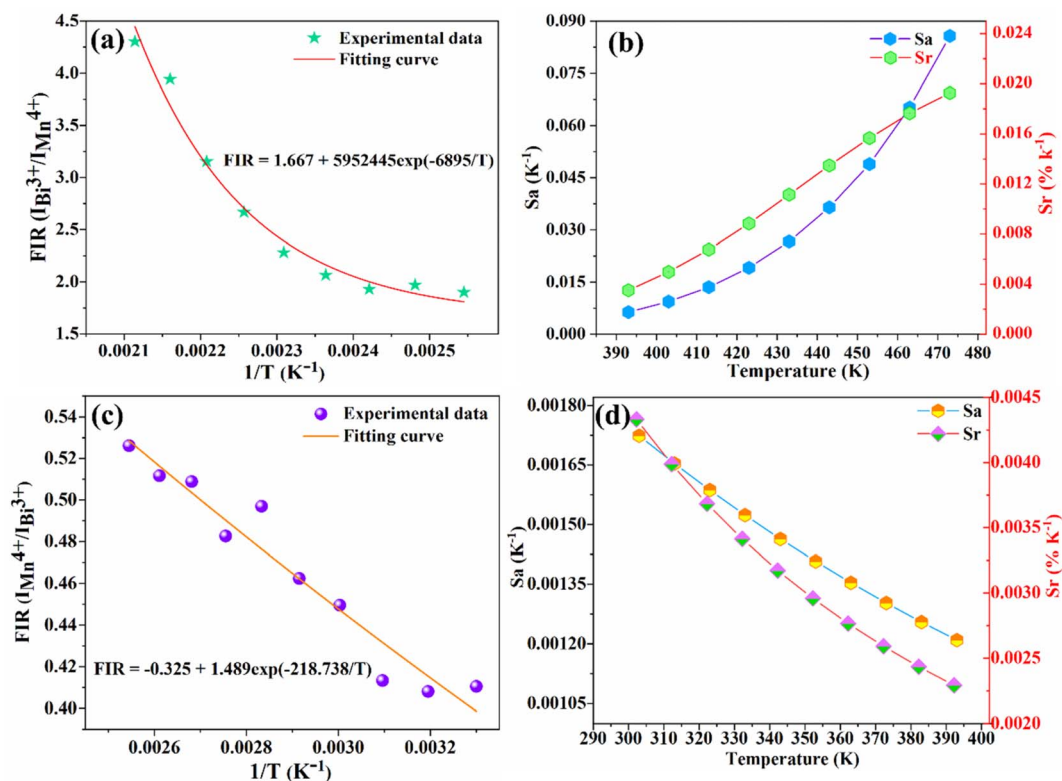 (a)
Experimental data
Fitting curve
FIR = 1.667 + 5952445exp(-6895/T)
FIR (I_Bi³⁺/I_Mn⁴⁺)
4.5
4.0
3.5
3.0
2.5
2.0
1.5
0.0021 0.0022 0.0023 0.0024 0.0025
1/T (K⁻¹)
(b)
Sa
Sr
Sa (K⁻¹)
0.090
0.075
0.060
0.045
0.030
0.015
0.000
Sr (% k⁻¹)
0.024
0.020
0.016
0.012
0.008
0.004
0.000
390 400 410 420 430 440 450 460 470 480
Temperature (K)
(c)
Experimental data
Fitting curve
FIR = -0.325 + 1.489exp(-218.738/T)
FIR (I_Mn⁴⁺/I_Bi³⁺)
0.54
0.52
0.50
0.48
0.46
0.44
0.42
0.40
0.0026 0.0028 0.0030 0.0032
1/T (K⁻¹)
(d)
Sa
Sr
Sa (K⁻¹)
0.00180
0.00165
0.00150
0.00135
0.00120
0.00105
Sr (% K⁻¹)
0.0045
0.0040
0.0035
0.0030
0.0025
0.0020
290 300 310 320 330 340 350 360 370 380 390 400
Temperature (K)